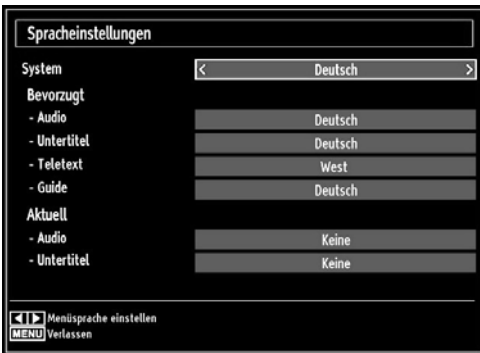 Spracheinstellungen
System < Deutsch >
Bevorzugt
- Audio Deutsch
- Untertitel Deutsch
- Teletext West
- Guide Deutsch
Aktuell
- Audio Keine
- Untertitel Keine
◀▶ Menüsprache einstellen
MENU Verlassen